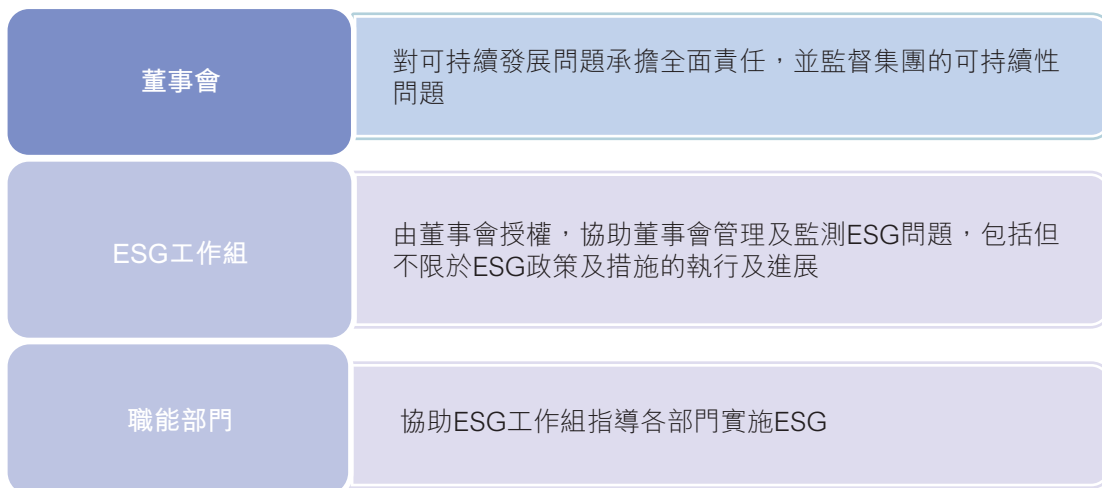 董事會
對可持續發展問題承擔全面責任，並監督集團的可持續性
問題
ESG工作組
由董事會授權，協助董事會管理及監測ESG問題，包括但
不限於ESG政策及措施的執行及進展
職能部門
協助ESG工作組指導各部門實施ESG